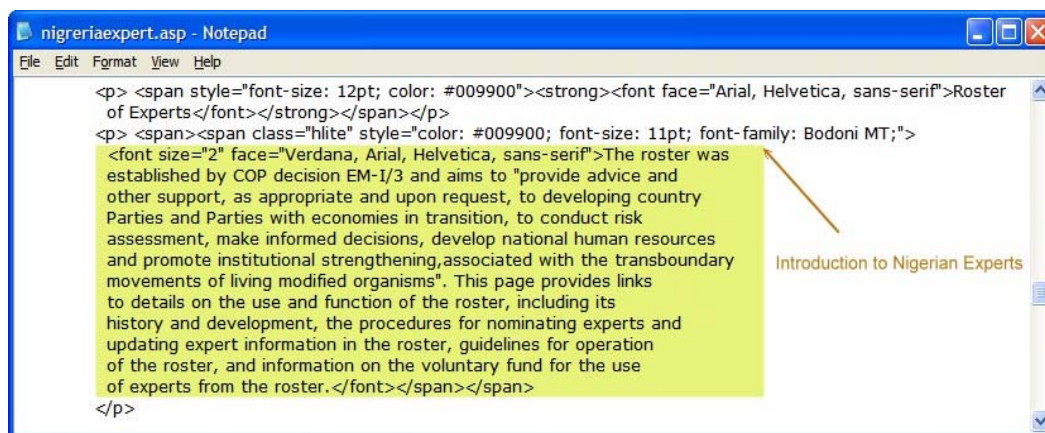 nigreriaexpert.asp - Notepad
File Edit Format View Help
<p> <span style="font-size: 12pt; color: #009900"><strong><font face="Arial, Helvetica, sans-serif">Roster
of Experts</font></strong></span></p>
<p> <span><span class="hlite" style="color: #009900; font-size: 11pt; font-family: Bodoni MT;">
<font size="2" face="Verdana, Arial, Helvetica, sans-serif">The roster was
established by COP decision EM-I/3 and aims to "provide advice and
other support, as appropriate and upon request, to developing country
Parties and Parties with economies in transition, to conduct risk
assessment, make informed decisions, develop national human resources
and promote institutional strengthening,associated with the transboundary
movements of living modified organisms". This page provides links
to details on the use and function of the roster, including its
history and development, the procedures for nominating experts and
updating expert information in the roster, guidelines for operation
of the roster, and information on the voluntary fund for the use
of experts from the roster.</font></span></span>
</p>
Introduction to Nigerian Experts